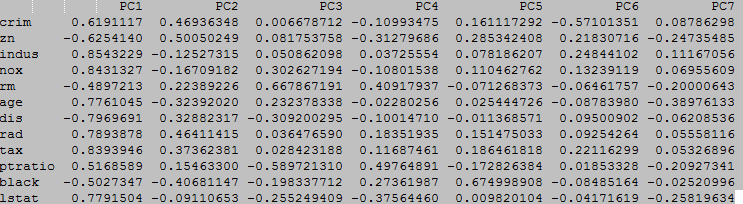 PC1 PC2 PC3 PC4 PC5 PC6 PC7
crim 0.6191117 0.46936348 0.006678712 -0.10993475 0.161117292 -0.57101351 0.08786298
zn -0.6254140 0.50050249 0.081753758 -0.31279686 0.285342408 0.21830716 -0.24735485
indus 0.8543229 -0.12527315 0.050862098 0.03725554 0.078186207 0.24844102 0.11167056
nox 0.8431327 -0.16709182 0.302627194 -0.10801538 0.110462762 0.13239119 0.06955609
rm -0.4897213 0.22389226 0.667867191 0.40917937 -0.071268373 -0.06461757 -0.20000643
age 0.7761045 -0.32392020 0.232378338 -0.02280256 0.025444726 -0.08783980 -0.38976133
dis -0.7969691 0.32882317 -0.309200295 -0.10014710 -0.011368571 0.09500902 -0.06208536
rad 0.7893878 0.46414115 0.036476590 0.18351935 0.151475033 0.09254264 0.05558116
tax 0.8393946 0.37362381 0.028423188 0.11687461 0.186461818 0.22116299 0.05326896
ptratio 0.5168589 0.15463300 -0.589721310 0.49764891 -0.172826384 0.01853328 -0.20927341
black -0.5027347 -0.40681147 -0.198337712 0.27361987 0.674998908 -0.08485164 -0.02520996
lstat 0.7791504 -0.09110653 -0.255249409 -0.37564460 0.009820104 -0.04171619 -0.25819634